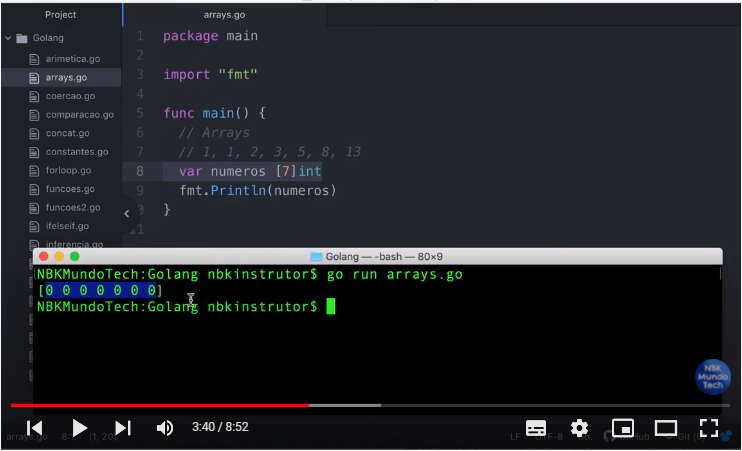 Project
arrays.go
Golang
arimetica.go
arrays.go
coercao.go
comparacao.go
concat.go
constantes.go
forloop.go
funcoes.go
funcoes2.go
ifelseif.go
inferencia.go
1 package main
2
3 import "fmt"
4
5 func main() {
6 // Arrays
7 // 1, 1, 2, 3, 5, 8, 13
8 var numeros [7]int
9 fmt.Println(numeros)
}
11
Golang — -bash — 80×9
NBKMundoTech:Golang nbkinstrutor$ go run arrays.go
[0 0 0 0 0 0 0]
NBKMundoTech:Golang nbkinstrutor$
NBK
Mundo
Tech
3:40 / 8:52
arrays.go (1, 20) LF UTF-8 Git (0)